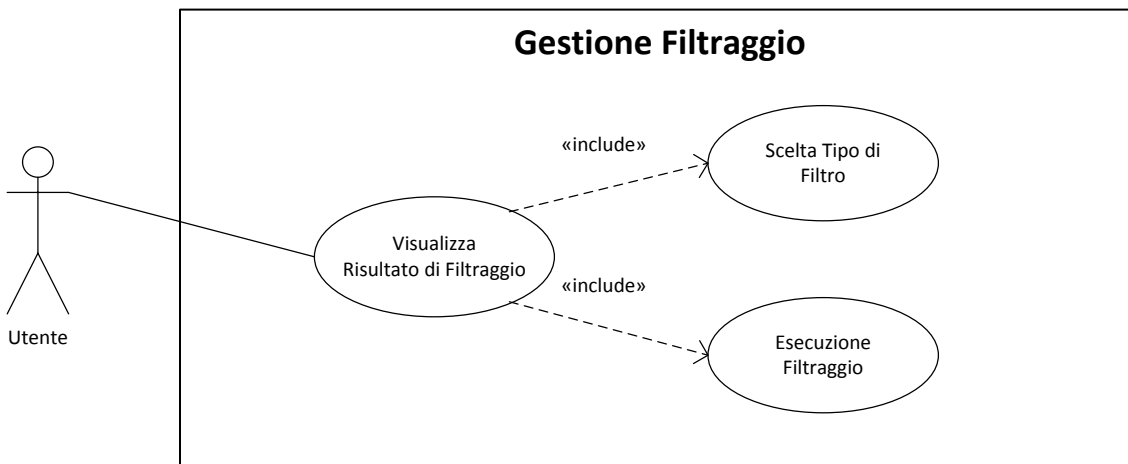 Gestione Filtraggio
«include»
Scelta Tipo di
Filtro
Visualizza
Risultato di Filtraggio
«include»
Utente
Esecuzione
Filtraggio